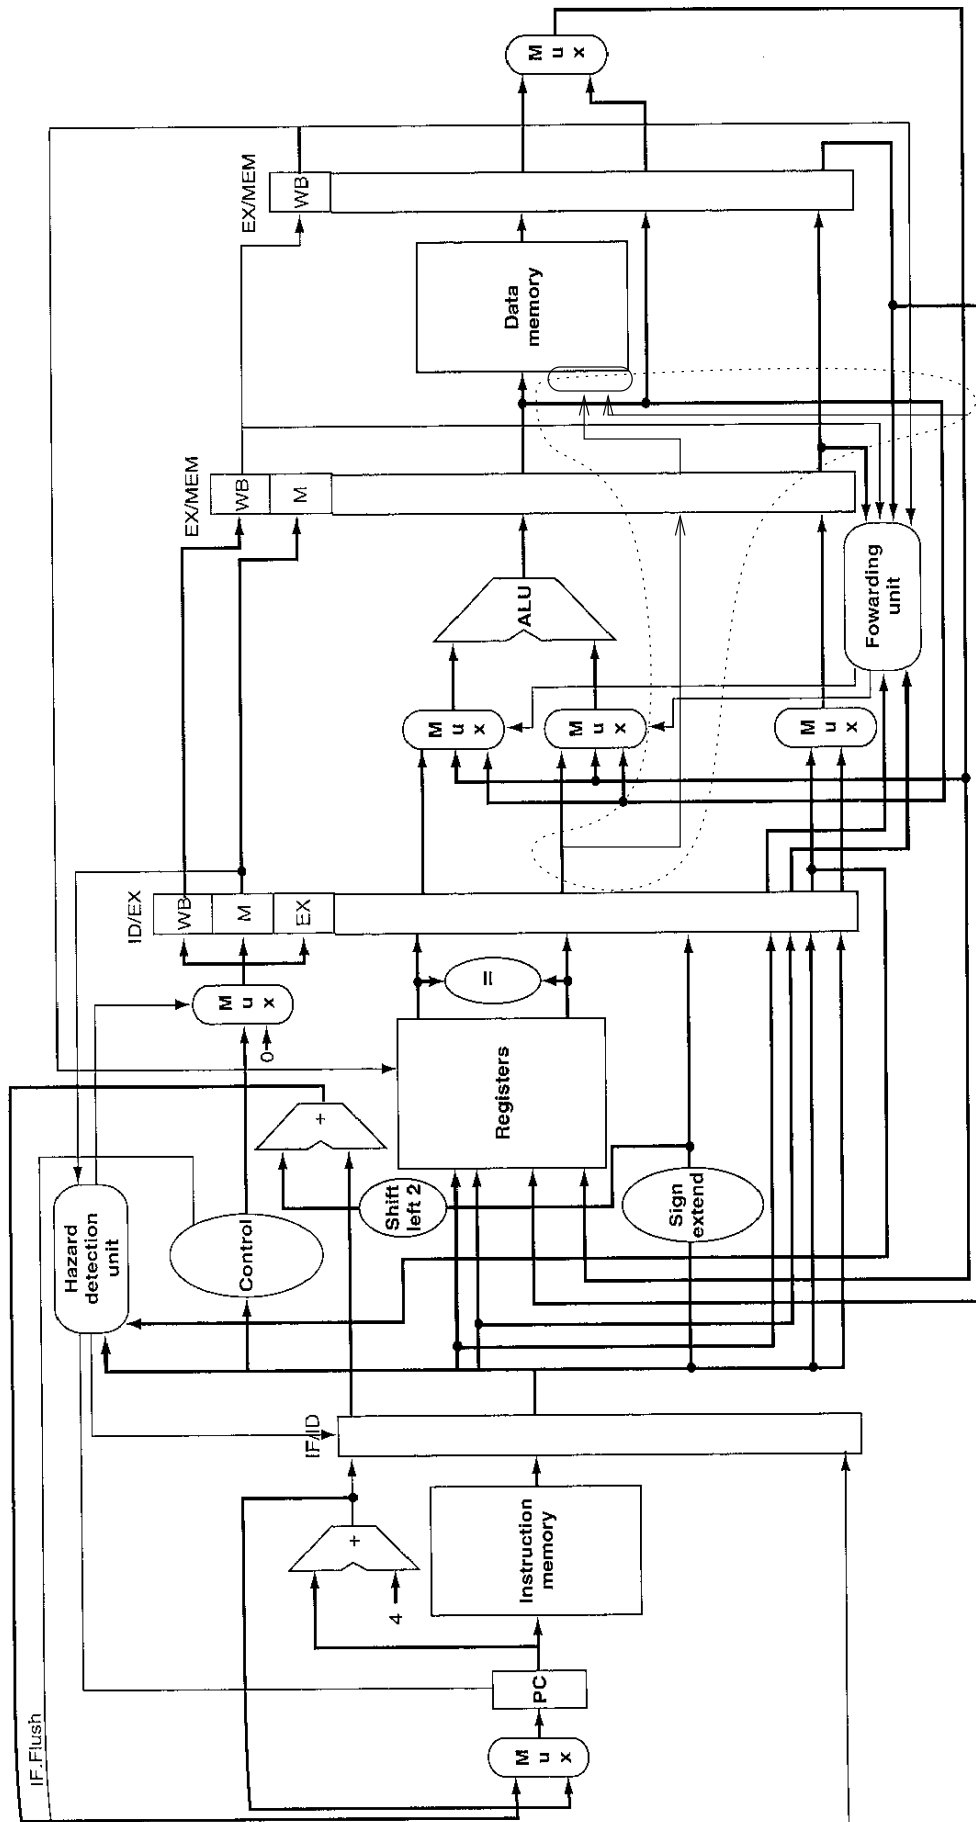 IF.Flush
Hazard
detection
unit
ID/EX
WB
M
EX
EX/MEM
WB
M
EX/MEM
WB
Control
M
u
x
0
IF/ID
+
4
+
Shift
left 2
M
u
x
PC
Instruction
memory
Registers
=
Sign
extend
M
u
x
M
u
x
M
u
x
ALU
Data
memory
M
u
x
Fowarding
unit